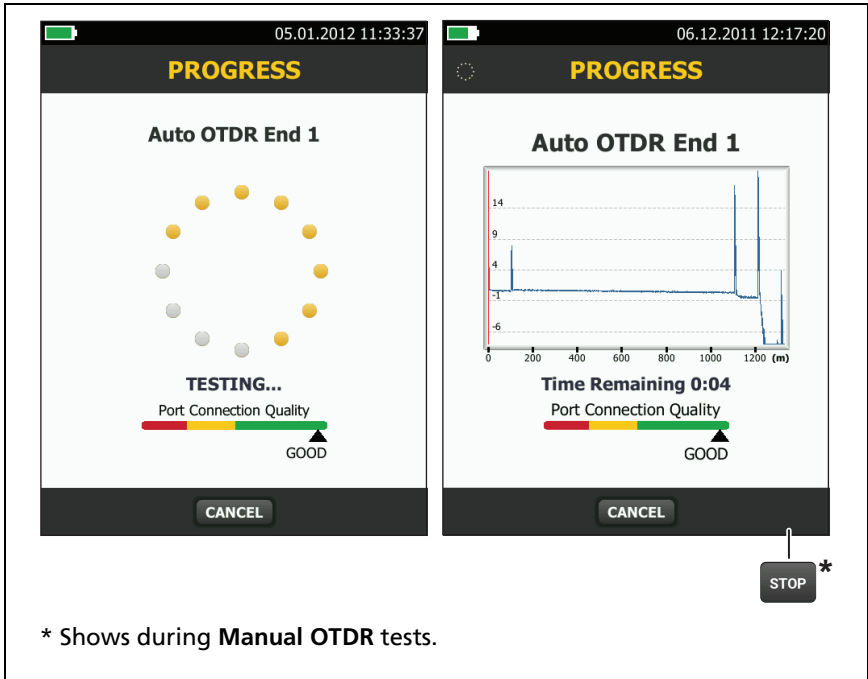 05.01.2012 11:33:37
PROGRESS
Auto OTDR End 1
TESTING...
Port Connection Quality
GOOD
CANCEL
06.12.2011 12:17:20
PROGRESS
Auto OTDR End 1
14
9
4
-1
-6
0 200 400 600 800 1000 1200 (m)
Time Remaining 0:04
Port Connection Quality
GOOD
CANCEL
STOP *
* Shows during Manual OTDR tests.